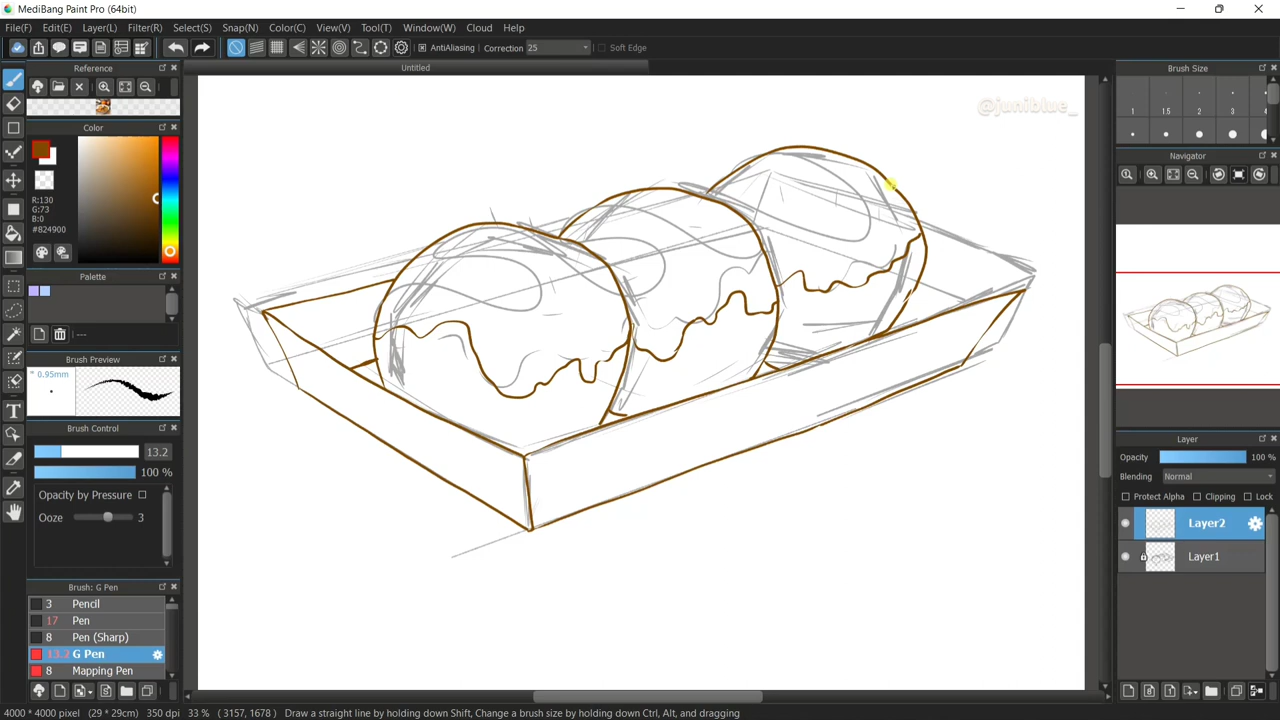 MediBang Paint Pro (64bit)
File(F) Edit(E) Layer(L) Filter(R) Select(S) Snap(N) Color(C) View(V) Tool(T) Window(W) Cloud Help
AntiAliasing Correction 25 Soft Edge
Reference
Untitled
Brush Size
1 1.5 2 3 4
@juniblue_
Color
R:130
G:73
B:0
#824900
Navigator
Palette
---
Brush Preview
* 0.95mm
Brush Control
13.2
100 %
Opacity by Pressure
Ooze 3
Layer
Opacity 100 %
Blending Normal
Protect Alpha Clipping Lock
Layer2
Layer1
Brush: G Pen
3 Pencil
17 Pen
8 Pen (Sharp)
13.2 G Pen
8 Mapping Pen
4000 * 4000 pixel (29 * 29cm) 350 dpi 33 % ( 3157, 1678 ) Draw a straight line by holding down Shift, Change a brush size by holding down Ctrl, Alt, and dragging